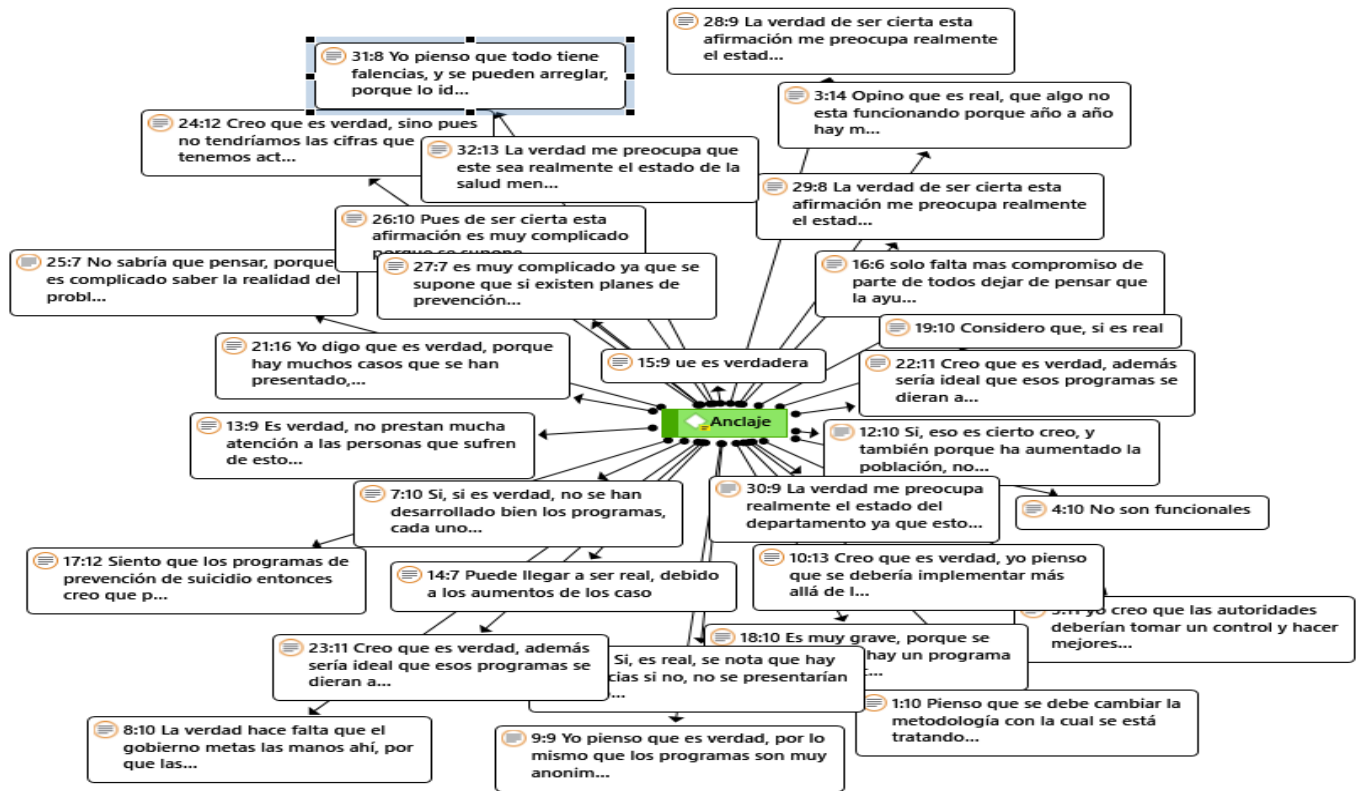 28:9 La verdad de ser cierta esta
afirmación me preocupa realmente
el estad...
31:8 Yo pienso que todo tiene
falencias, y se pueden arreglar,
porque lo id...
3:14 Opino que es real, que algo no
esta funcionando porque año a año
hay m...
24:12 Creo que es verdad, sino pues
no tendríamos las cifras que
tenemos act...
32:13 La verdad me preocupa que
este sea realmente el estado de la
salud men...
29:8 La verdad de ser cierta esta
afirmación me preocupa realmente
el estad...
26:10 Pues de ser cierta esta
afirmación es muy complicado
porque se supone
25:7 No sabría que pensar, porque
es complicado saber la realidad del
probl...
27:7 es muy complicado ya que se
supone que si existen planes de
prevención...
16:6 solo falta mas compromiso de
parte de todos dejar de pensar que
la ayu...
19:10 Considero que, si es real
21:16 Yo digo que es verdad, porque
hay muchos casos que se han
presentado,...
15:9 ue es verdadera
22:11 Creo que es verdad, además
sería ideal que esos programas se
dieran a...
Anclaje
13:9 Es verdad, no prestan mucha
atención a las personas que sufren
de esto...
12:10 Si, eso es cierto creo, y
también porque ha aumentado la
población, no...
7:10 Si, si es verdad, no se han
desarrollado bien los programas,
cada uno...
30:9 La verdad me preocupa
realmente el estado del
departamento ya que esto...
4:10 No son funcionales
17:12 Siento que los programas de
prevención de suicidio entonces
creo que p...
14:7 Puede llegar a ser real, debido
a los aumentos de los caso
10:13 Creo que es verdad, yo pienso
que se debería implementar más
allá de l...
yo creo que las autoridades
deberían tomar un control y hacer
mejores...
23:11 Creo que es verdad, además
sería ideal que esos programas se
dieran a...
Si, es real, se nota que hay
cias si no, no se presentarían
...
18:10 Es muy grave, porque se
hay un programa
...
8:10 La verdad hace falta que el
gobierno metas las manos ahí, por
que las...
9:9 Yo pienso que es verdad, por lo
mismo que los programas son muy
anonim...
1:10 Pienso que se debe cambiar la
metodología con la cual se está
tratando...